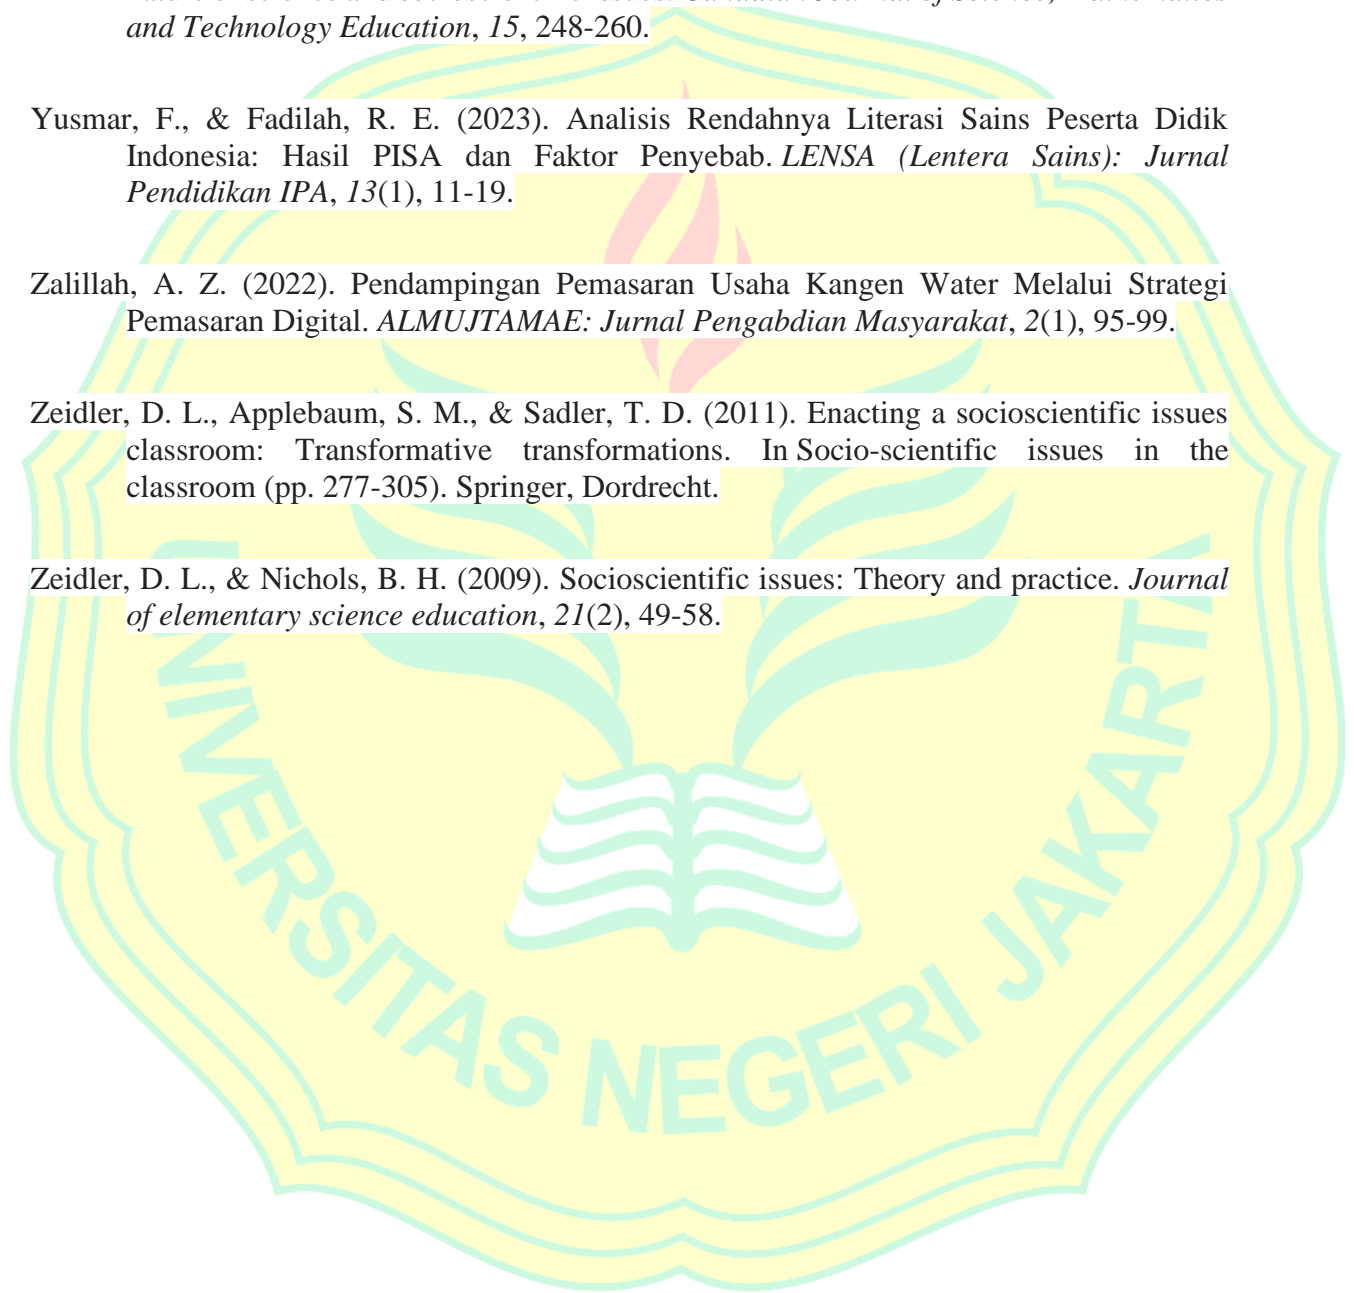 and Technology Education, 15, 248-260.
Yusmar, F., & Fadilah, R. E. (2023). Analisis Rendahnya Literasi Sains Peserta Didik
Indonesia: Hasil PISA dan Faktor Penyebab. LENSA (Lentera Sains): Jurnal
Pendidikan IPA, 13(1), 11-19.
Zalillah, A. Z. (2022). Pendampingan Pemasaran Usaha Kangen Water Melalui Strategi
Pemasaran Digital. ALMUJTAMAE: Jurnal Pengabdian Masyarakat, 2(1), 95-99.
Zeidler, D. L., Applebaum, S. M., & Sadler, T. D. (2011). Enacting a socioscientific issues
classroom: Transformative transformations. In Socio-scientific issues in the
classroom (pp. 277-305). Springer, Dordrecht.
Zeidler, D. L., & Nichols, B. H. (2009). Socioscientific issues: Theory and practice. Journal
of elementary science education, 21(2), 49-58.
UNIVERSITAS NEGERI JAKARTA